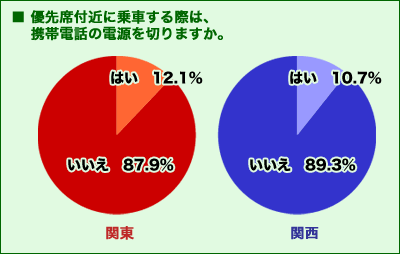 ■ 優先席付近に乗車する際は、
携帯電話の電源を切りますか。
はい 12.1%
いいえ 87.9%
関東
はい 10.7%
いいえ 89.3%
関西